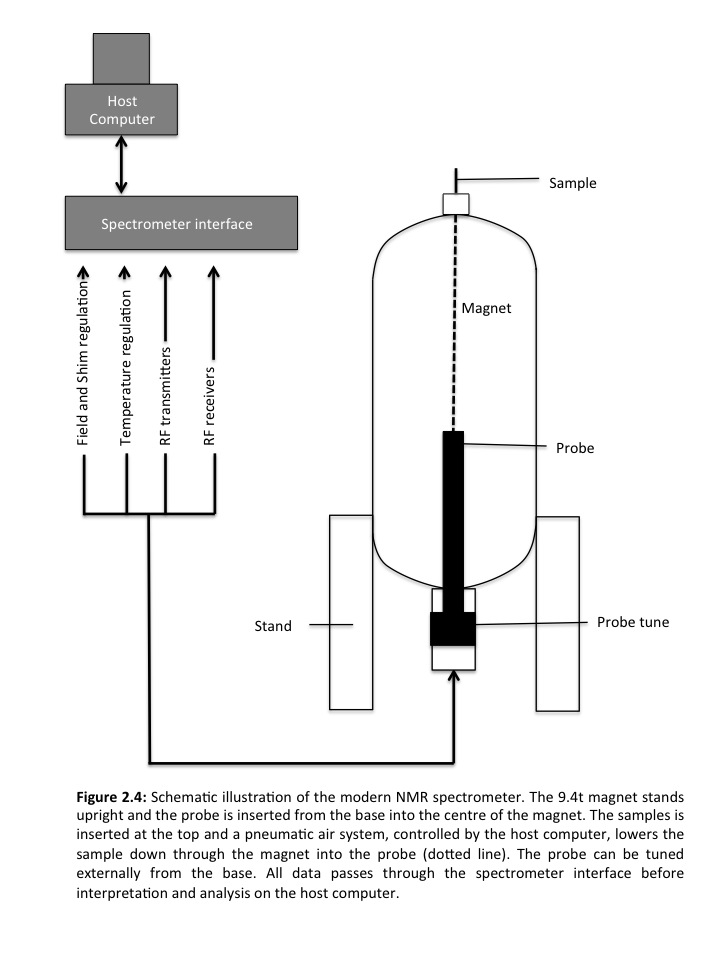 Host
Computer
Spectrometer interface
Field and Shim regulation
Temperature regulation
RF transmitters
RF receivers
Sample
Magnet
Probe
Stand
Probe tune
Figure 2.4: Schematic illustration of the modern NMR spectrometer. The 9.4t magnet stands
upright and the probe is inserted from the base into the centre of the magnet. The samples is
inserted at the top and a pneumatic air system, controlled by the host computer, lowers the
sample down through the magnet into the probe (dotted line). The probe can be tuned
externally from the base. All data passes through the spectrometer interface before
interpretation and analysis on the host computer.